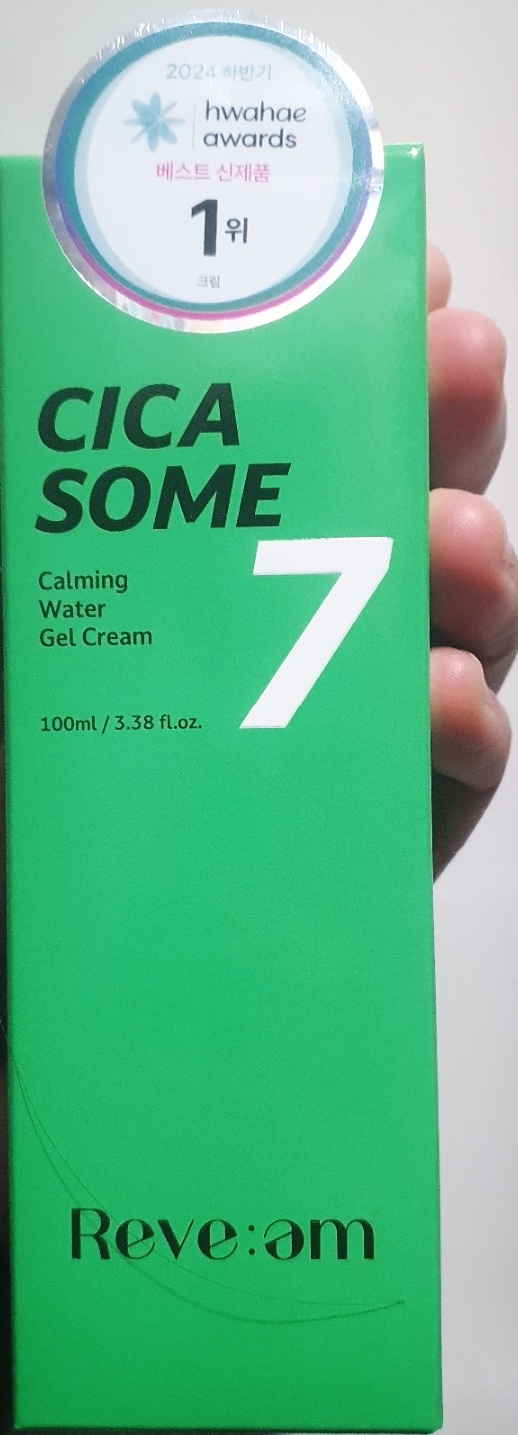 2024 하반기
hwahae
awards
베스트 신제품
1위
크림
CICA
SOME
7
Calming
Water
Gel Cream
100ml / 3.38 fl.oz.
Reve:am